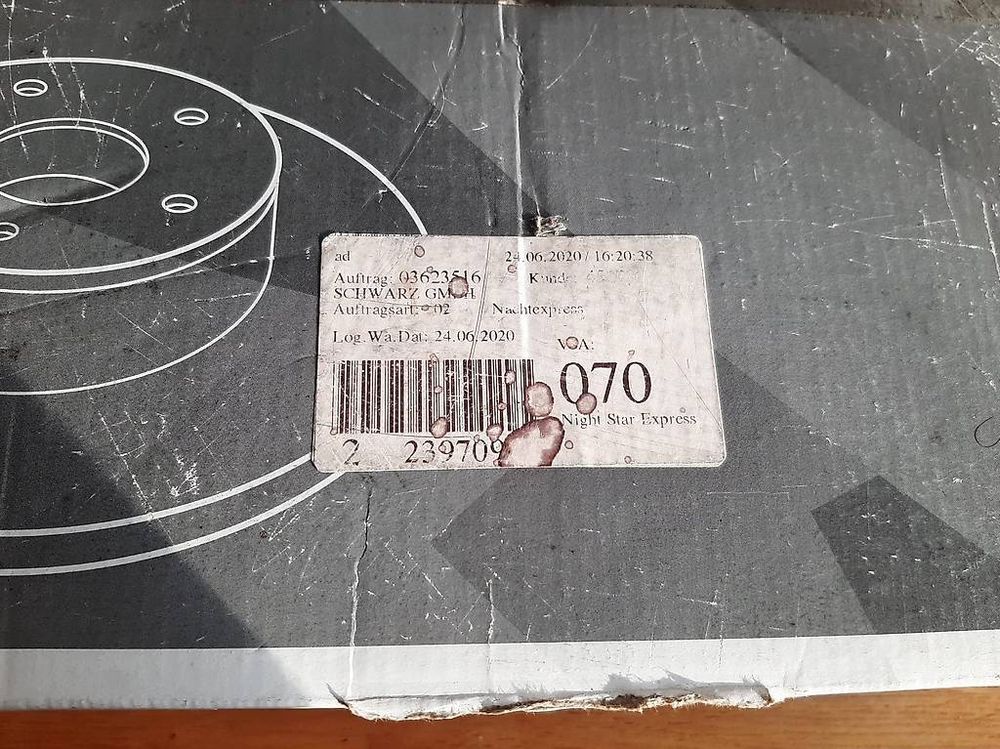 ad 24.06.2020 / 16:20:38
Auftrag: 03623516 Kunde:
SCHWARZ GMBH
Auftragsart: 02 Nachtexpress
Log.Wa.Dat: 24.06.2020
070
Night Star Express
2 239709